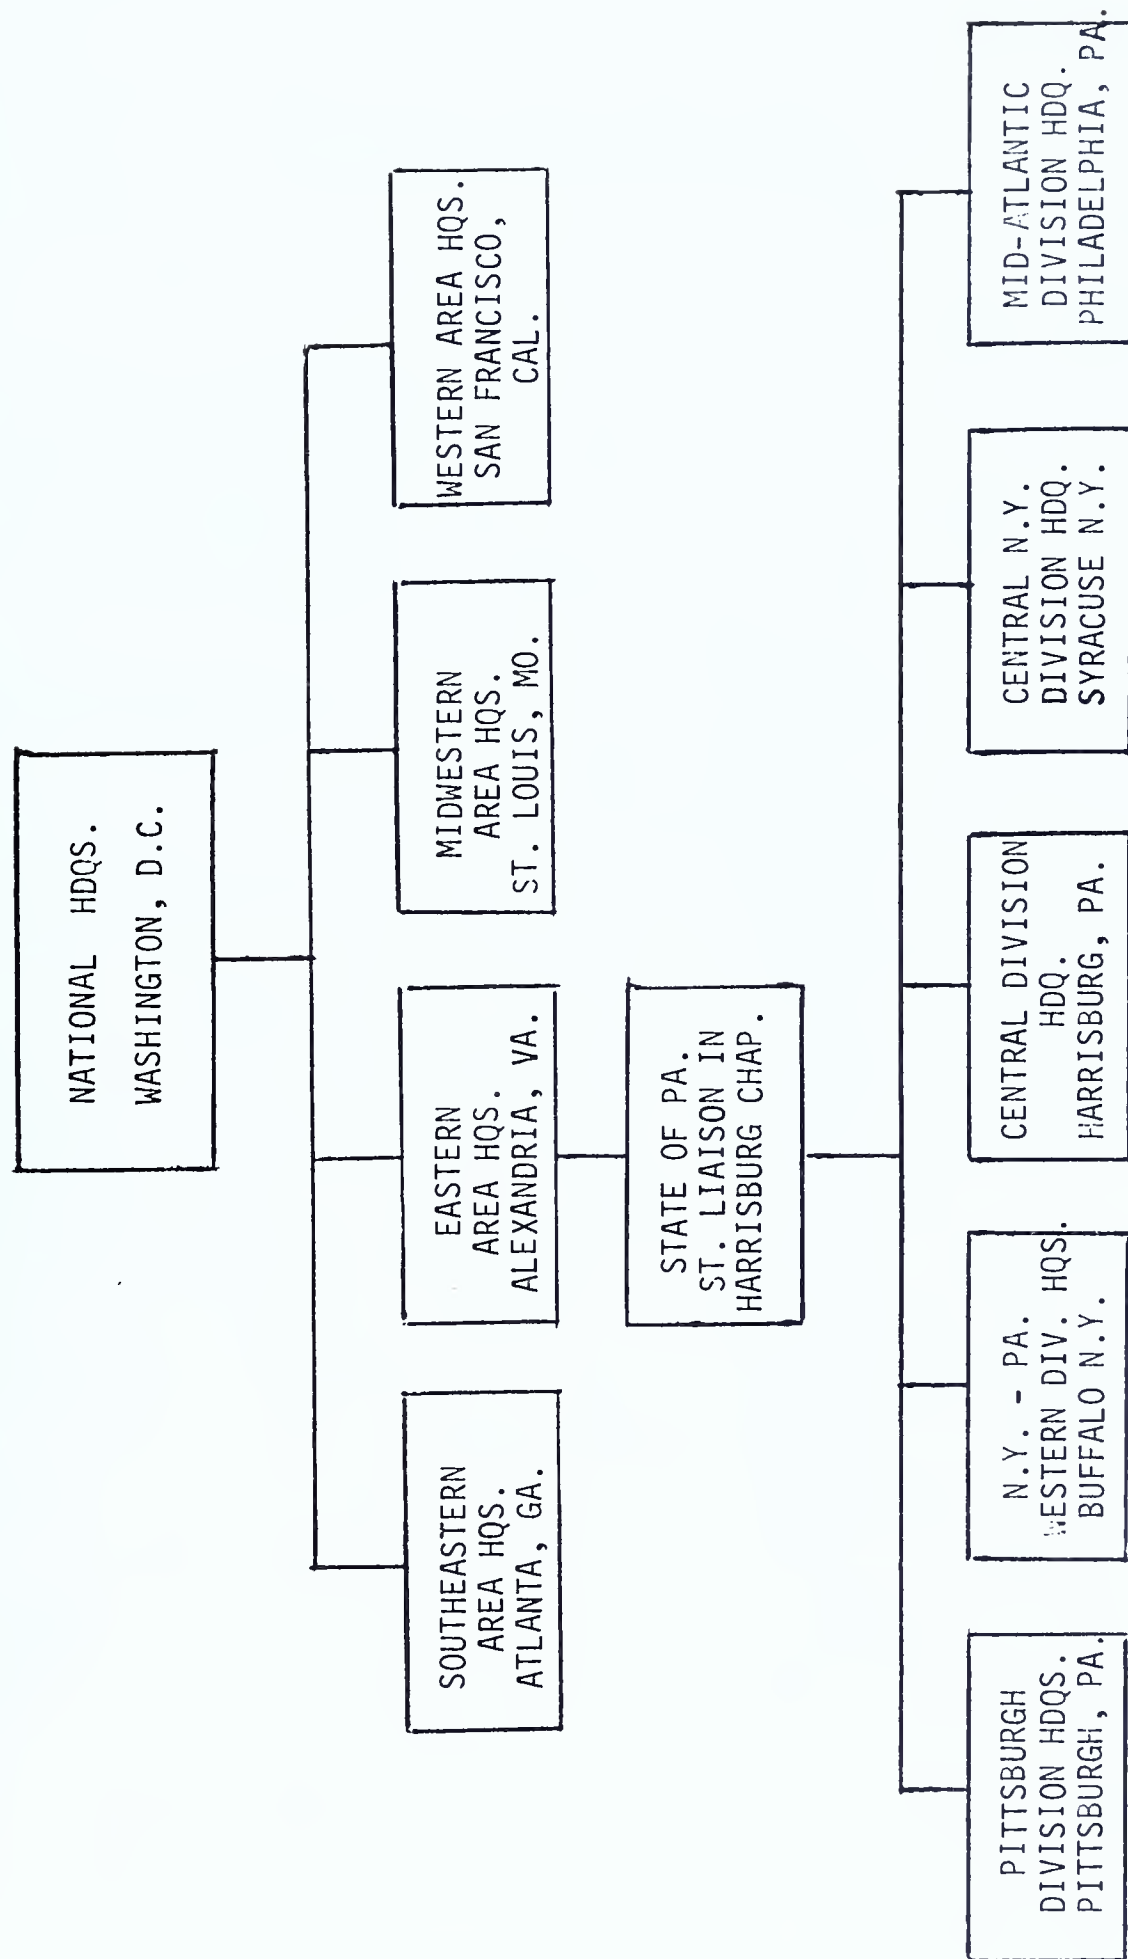 NATIONAL HDQS.
WASHINGTON, D.C.
SOUTHEASTERN
AREA HQS.
ATLANTA, GA.
EASTERN
AREA HQS.
ALEXANDRIA, VA.
MIDWESTERN
AREA HQS.
ST. LOUIS, MO.
WESTERN AREA HQS.
SAN FRANCISCO,
CAL.
STATE OF PA.
ST. LIAISON IN
HARRISBURG CHAP.
PITTSBURGH
DIVISION HDQS.
PITTSBURGH, PA.
N.Y. - PA.
WESTERN DIV. HQS.
BUFFALO N.Y.
CENTRAL DIVISION
HDQ.
HARRISBURG, PA.
CENTRAL N.Y.
DIVISION HDQ.
SYRACUSE N.Y.
MID-ATLANTIC
DIVISION HDQ.
PHILADELPHIA, PA.